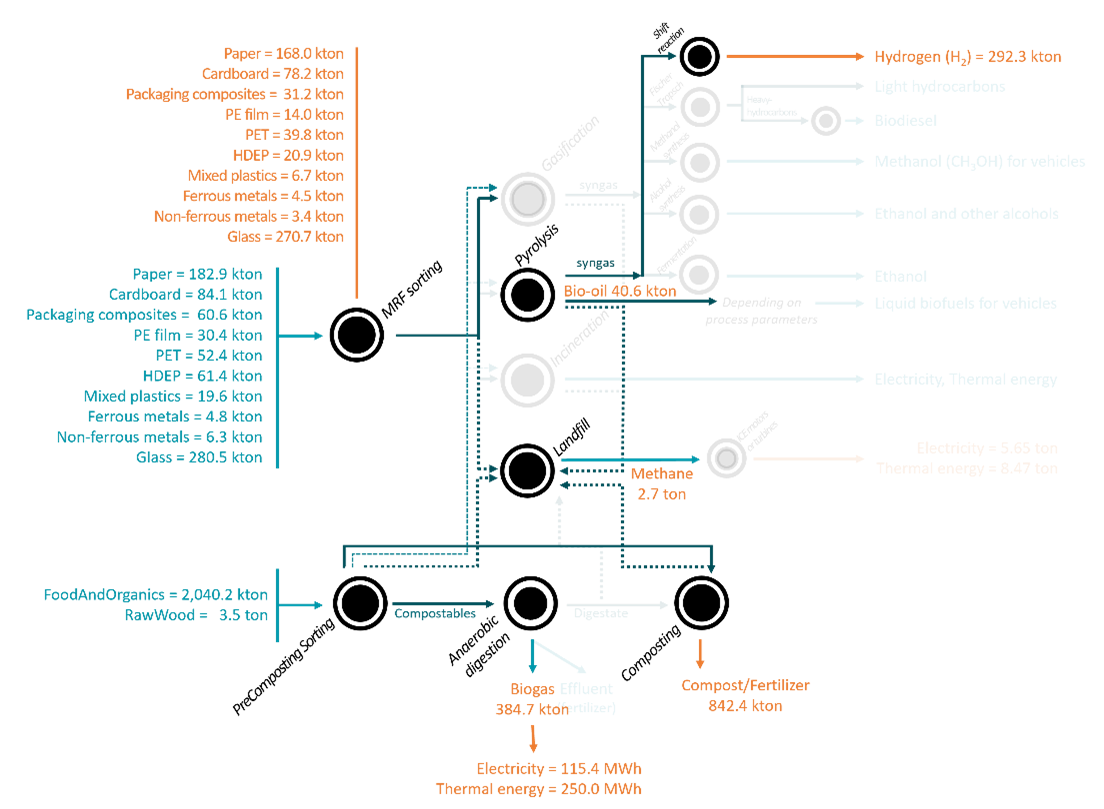 Paper = 168.0 kton
Cardboard = 78.2 kton
Packaging composites = 31.2 kton
PE film = 14.0 kton
PET = 39.8 kton
HDEP = 20.9 kton
Mixed plastics = 6.7 kton
Ferrous metals = 4.5 kton
Non-ferrous metals = 3.4 kton
Glass = 270.7 kton
Paper = 182.9 kton
Cardboard = 84.1 kton
Packaging composites = 60.6 kton
PE film = 30.4 kton
PET = 52.4 kton
HDEP = 61.4 kton
Mixed plastics = 19.6 kton
Ferrous metals = 4.8 kton
Non-ferrous metals = 6.3 kton
Glass = 280.5 kton
MRF sorting
Gasification
syngas
Pyrolysis
syngas
Bio-oil 40.6 kton
Depending on
process parameters
Incineration
Landfill
Methane
2.7 ton
Shift
reaction
Fischer
Tropsch
Heavy-
hydrocarbons
Methanol
synthesis
Alcohol
synthesis
Fermentation
Hydrogen (H2) = 292.3 kton
Light hydrocarbons
Biodiesel
Methanol (CH3OH) for vehicles
Ethanol and other alcohols
Ethanol
Liquid biofuels for vehicles
Electricity, Thermal energy
Electricity = 5.65 ton
Thermal energy = 8.47 ton
FoodAndOrganics = 2,040.2 kton
RawWood = 3.5 ton
PreComposting Sorting
Compostables
Anaerobic
digestion
Digestate
Composting
Biogas
384.7 kton
Effluent
Compost/Fertilizer
842.4 kton
Electricity = 115.4 MWh
Thermal energy = 250.0 MWh